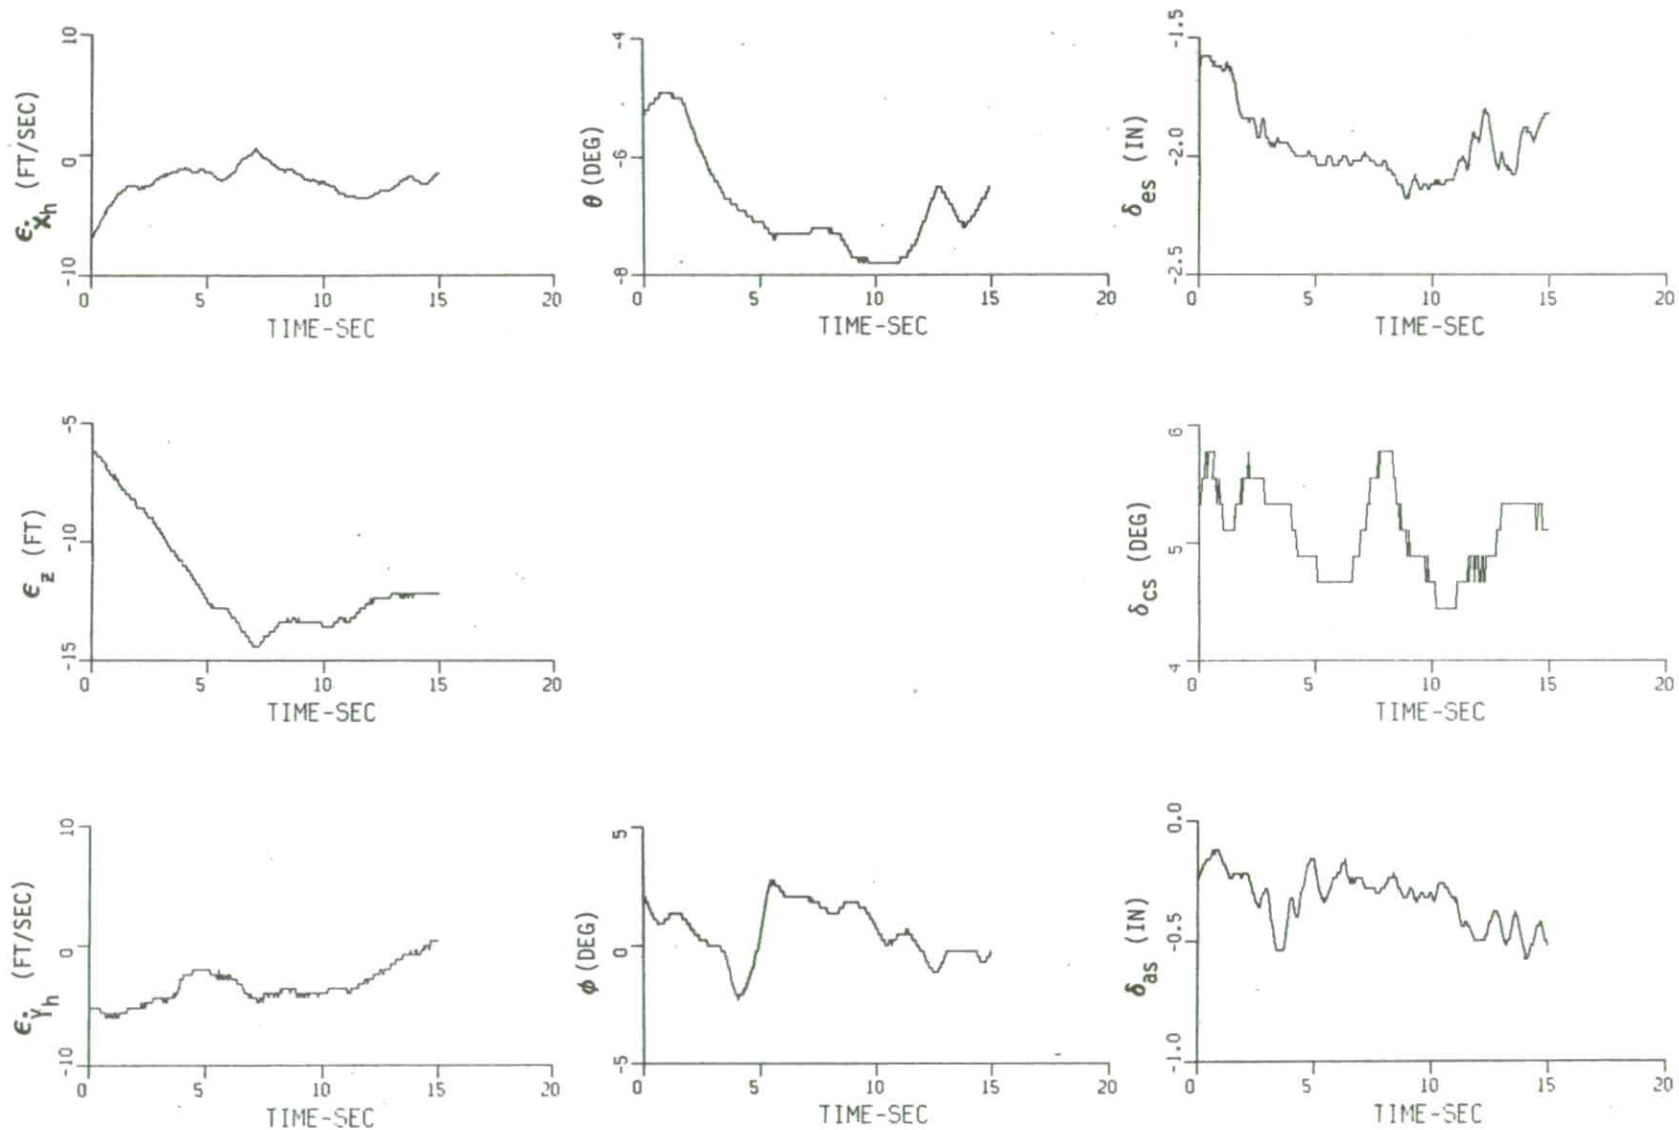 10
0
-10
ϵẋh (FT/SEC)
0 5 10 15 20
TIME-SEC
-4
-6
-8
θ (DEG)
0 5 10 15 20
TIME-SEC
-1.5
-2.0
-2.5
δes (IN)
0 5 10 15 20
TIME-SEC
-5
-10
-15
ϵz (FT)
0 5 10 15 20
TIME-SEC
6
5
4
δcs (DEG)
0 5 10 15 20
TIME-SEC
10
0
-10
ϵẎh (FT/SEC)
0 5 10 15 20
TIME-SEC
5
0
-5
ϕ (DEG)
0 5 10 15 20
TIME-SEC
0.0
-0.5
-1.0
δas (IN)
0 5 10 15 20
TIME-SEC